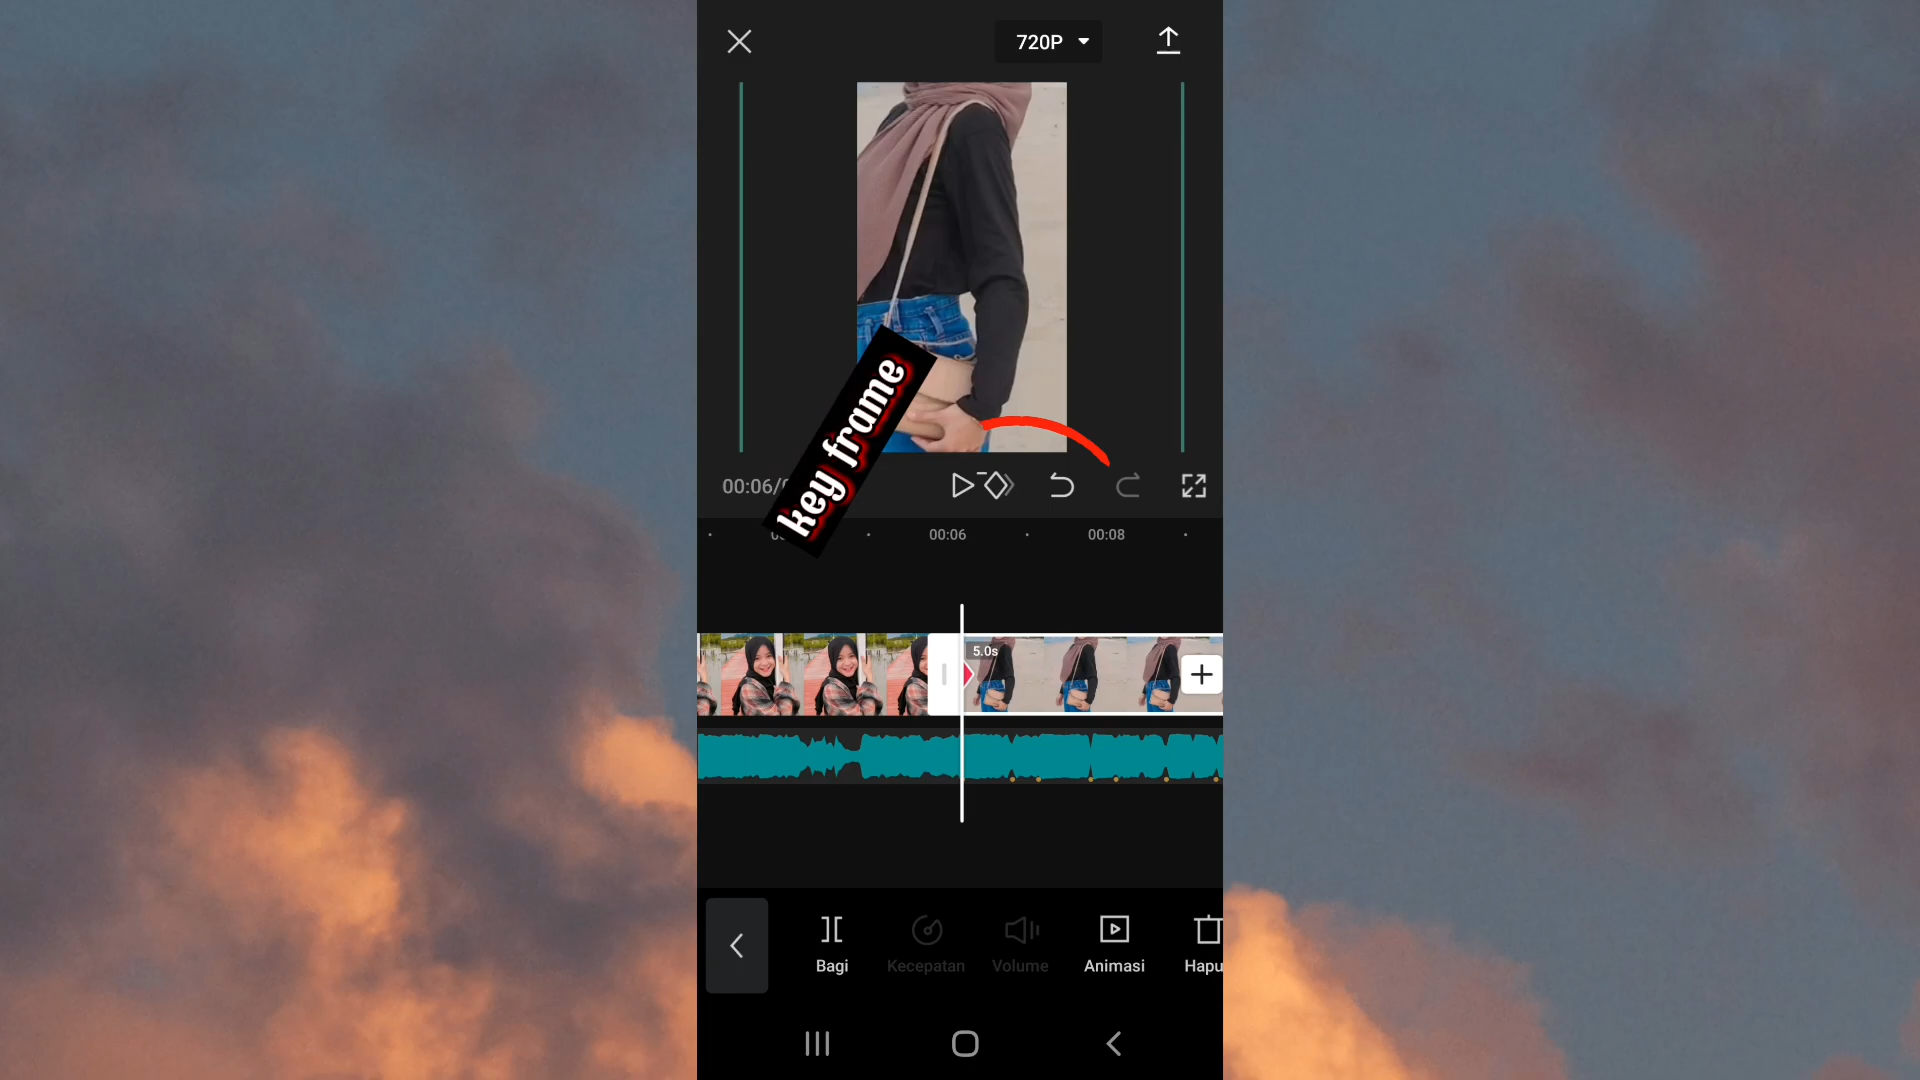 720P
key frame
00:06/
00:06
00:08
5.0s
Bagi
Kecepatan
Volume
Animasi
Hapu